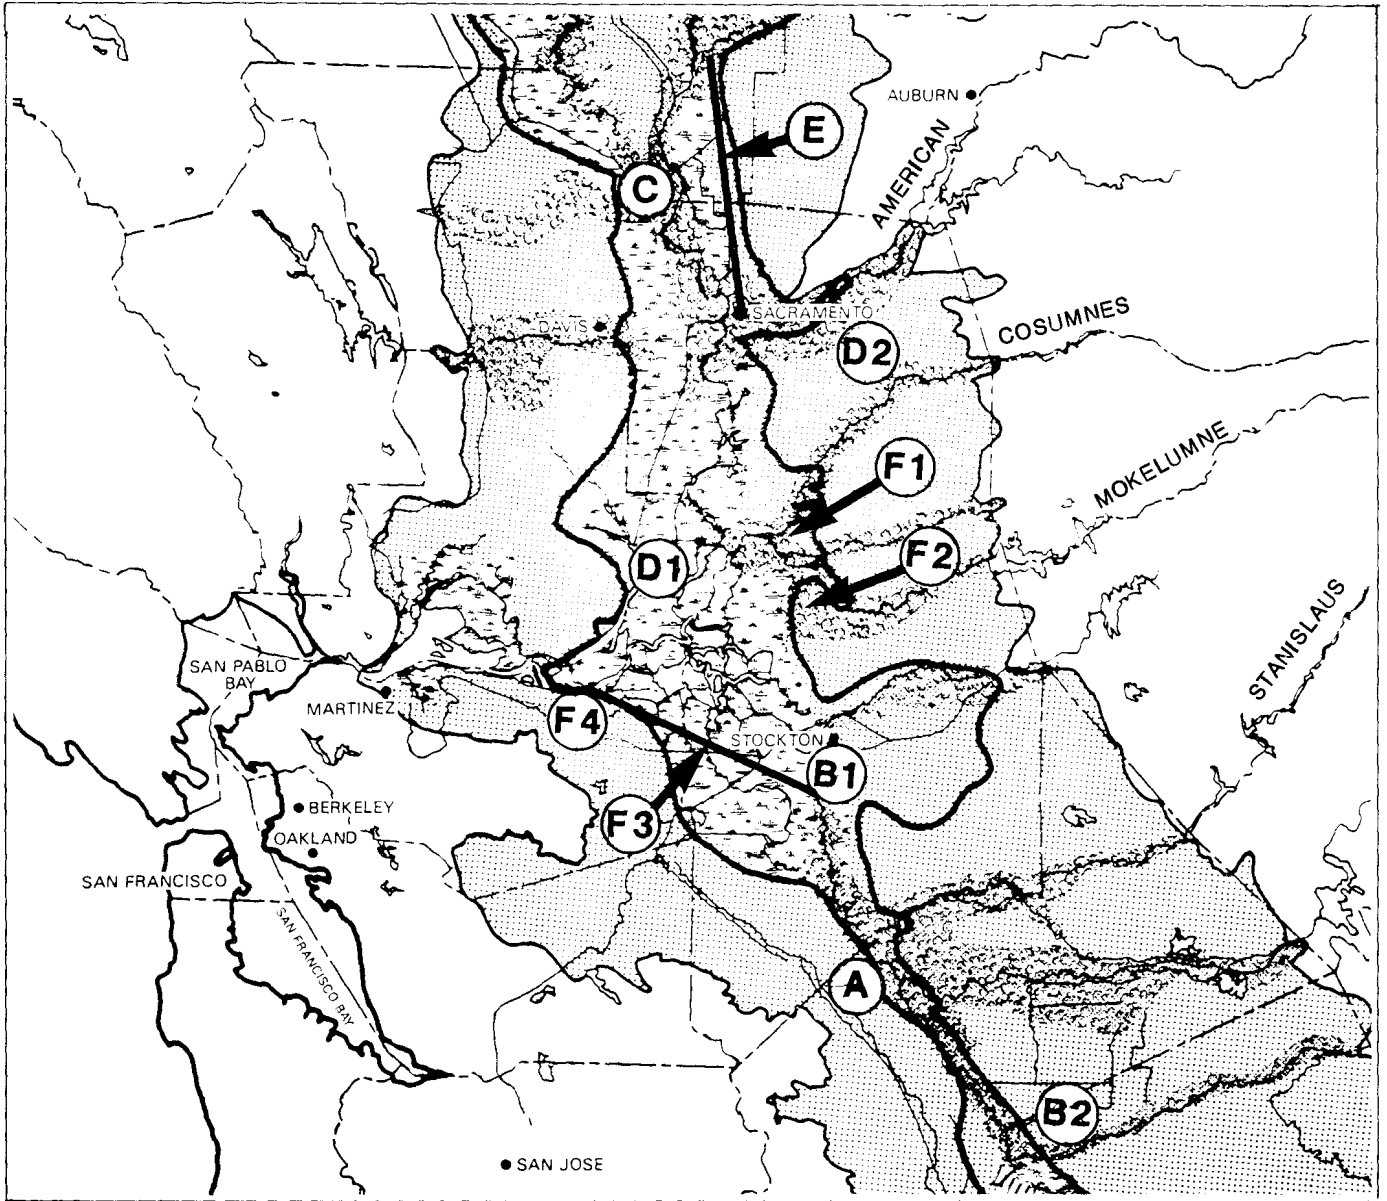 AUBURN
E
AMERICAN
C
SACRAMENTO
DAVIS
COSUMNES
D2
F1
MOKELUMNE
F2
D1
STANISLAUS
SAN PABLO
BAY
MARTINEZ
F4
STOCKTON
B1
BERKELEY
F3
OAKLAND
SAN FRANCISCO
SAN FRANCISCO BAY
A
B2
SAN JOSE